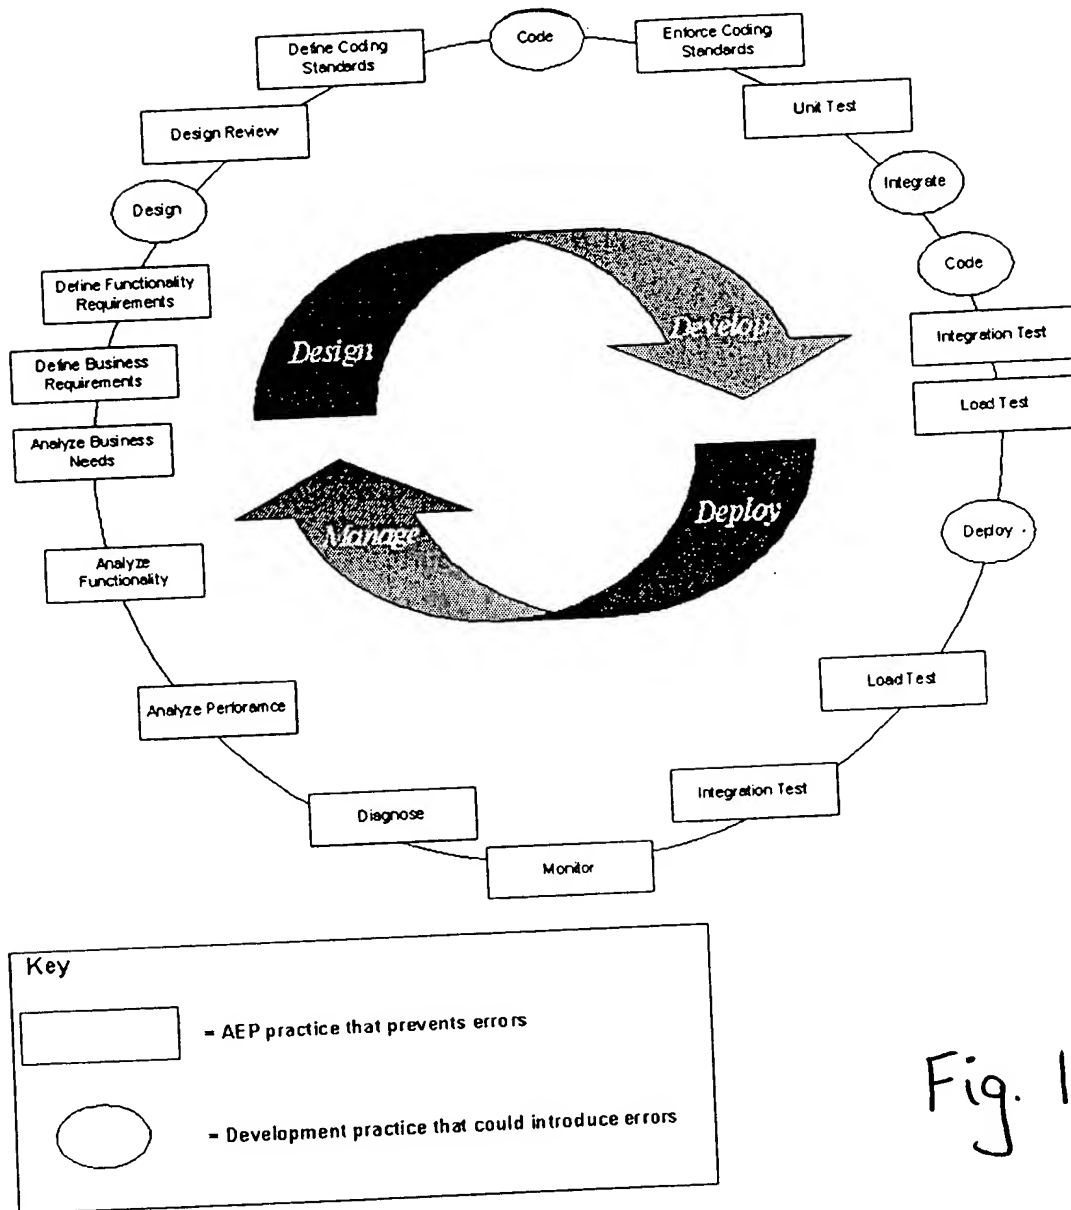 Code
Define Coding
Standards
Enforce Coding
Standards
Design Review
Unit Test
Design
Integrate
Code
Define Functionality
Requirements
Integration Test
Define Business
Requirements
Load Test
Analyze Business
Needs
Design
Develop
Manage
Deploy
Deploy
Analyze
Functionality
Load Test
Analyze Perforamce
Integration Test
Diagnose
Monitor
Key
= AEP practice that prevents errors
= Development practice that could introduce errors
Fig. 1